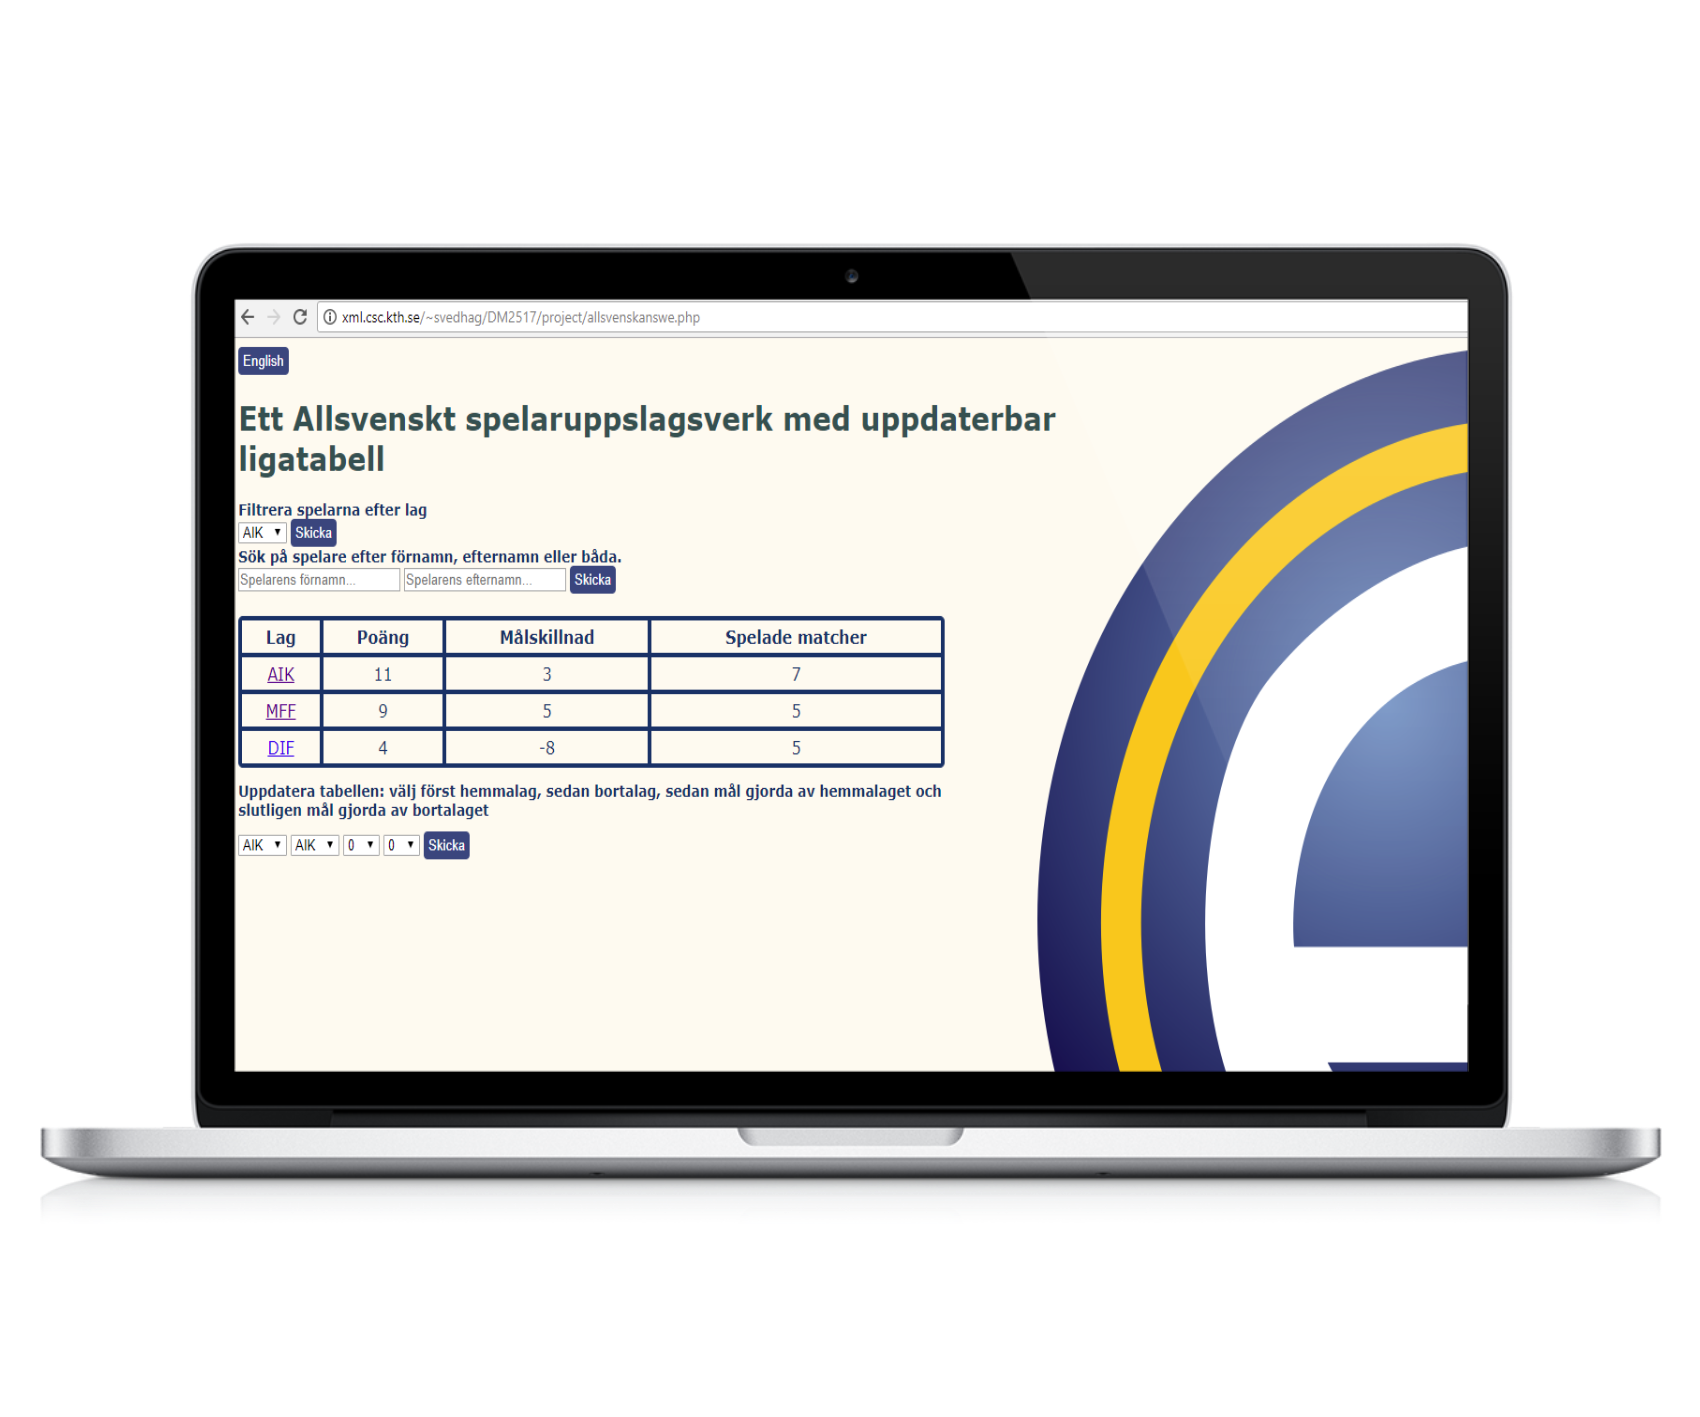 xml.csc.kth.se/~svedhag/DM2517/project/allsvenskanswe.php
English
Ett Allsvenskt spelaruppslagsverk med uppdaterbar
ligatabell
Filtrera spelarna efter lag
AIK Skicka
Sök på spelare efter förnamn, efternamn eller båda.
Spelarens förnamn... Spelarens efternamn... Skicka
Lag Poäng Målskillnad Spelade matcher
AIK 11 3 7
MFF 9 5 5
DIF 4 -8 5
Uppdatera tabellen: välj först hemmalag, sedan bortalag, sedan mål gjorda av hemmalaget och
slutligen mål gjorda av bortalaget
AIK AIK 0 0 Skicka